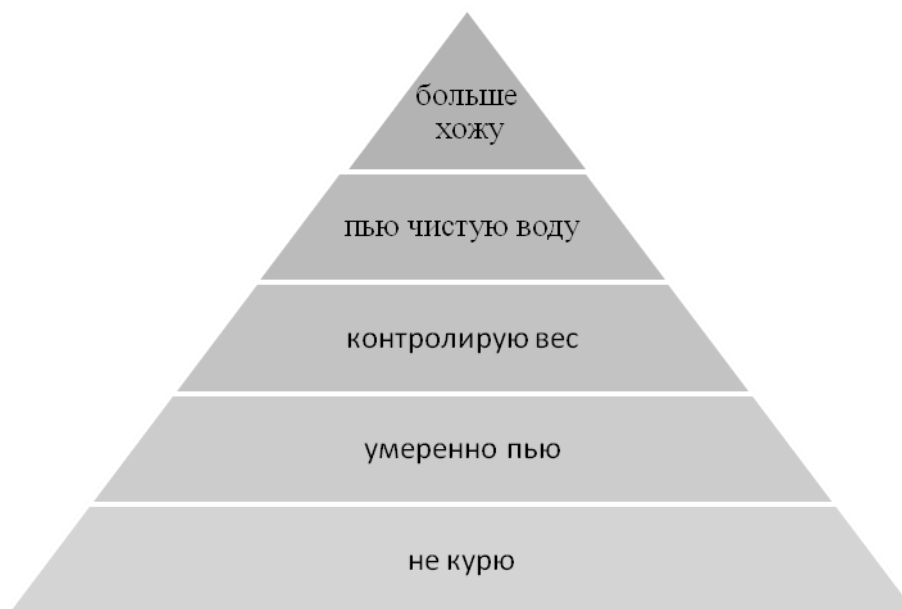 больше
хожу
пью чистую воду
контролирую вес
умеренно пью
не курю